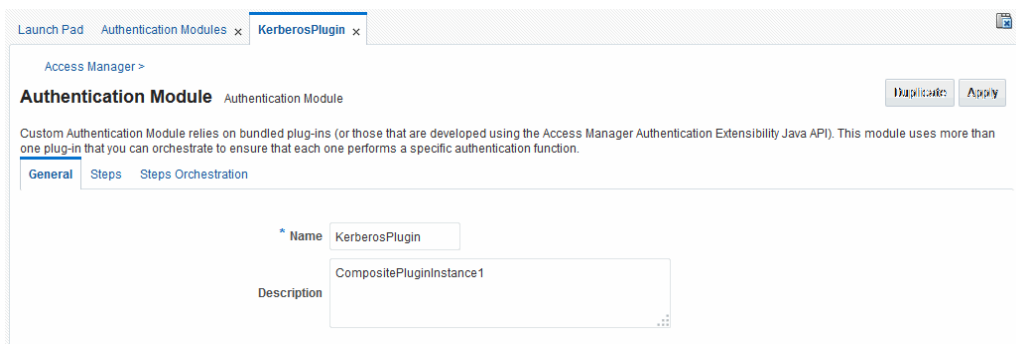 Launch Pad Authentication Modules x KerberosPlugin x
Access Manager >
Authentication Module Authentication Module
Duplicate Apply
Custom Authentication Module relies on bundled plug-ins (or those that are developed using the Access Manager Authentication Extensibility Java API). This module uses more than
one plug-in that you can orchestrate to ensure that each one performs a specific authentication function.
General Steps Steps Orchestration
* Name KerberosPlugin
Description CompositePluginInstance1